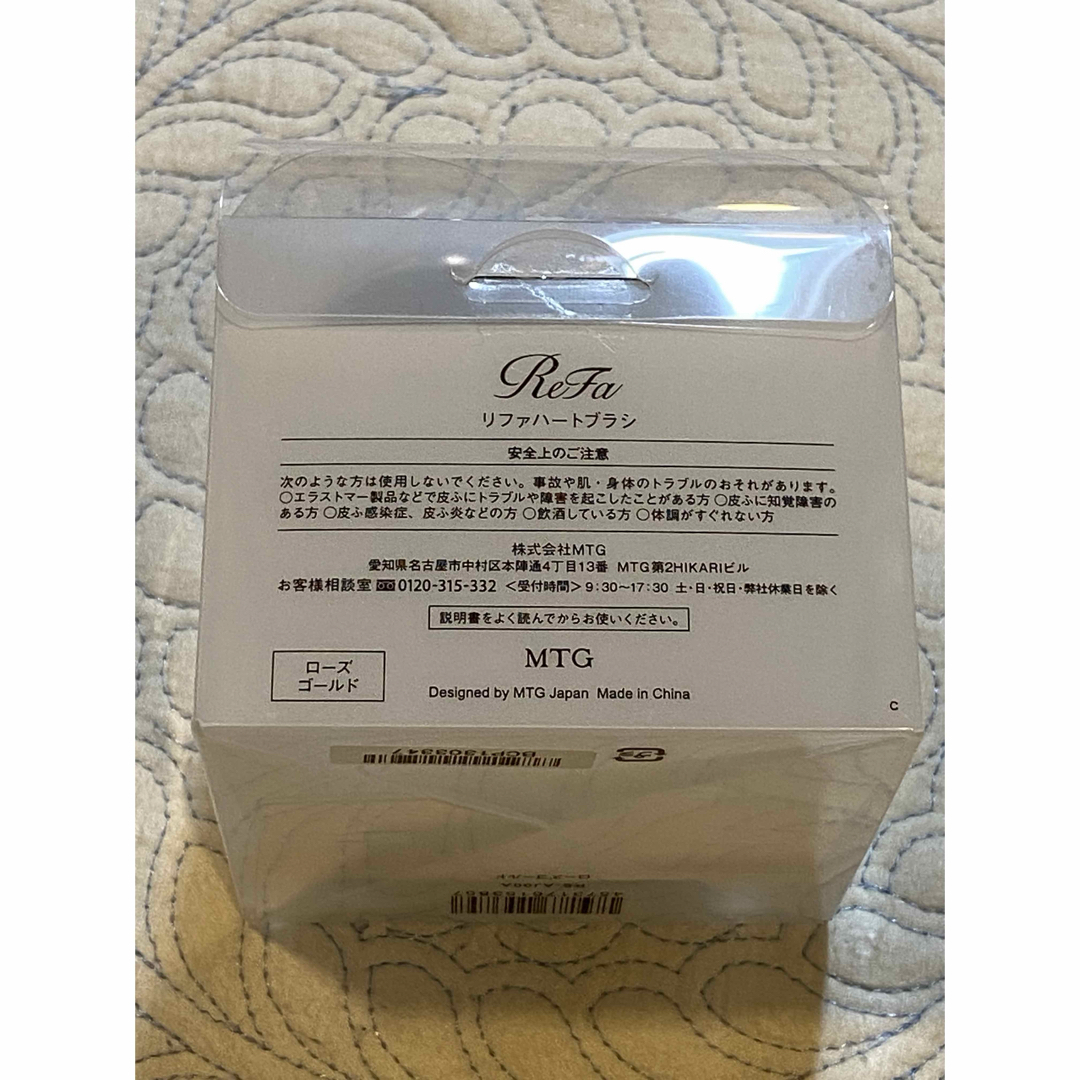 ReFa
リファハートブラシ
安全上のご注意
次のような方は使用しないでください。事故や肌・身体のトラブルのおそれがあります。
○エラストマー製品などで皮ふにトラブルや障害を起こしたことがある方 ○皮ふに知覚障害の
ある方 ○皮ふ感染症、皮ふ炎などの方 ○飲酒している方 ○体調がすぐれない方
株式会社MTG
愛知県名古屋市中村区本陣通4丁目13番 MTG第2HIKARIビル
お客様相談室 0120-315-332 <受付時間> 9:30~17:30 土・日・祝日・弊社休業日を除く
説明書をよく読んでからお使いください。
ローズ
ゴールド
MTG
Designed by MTG Japan Made in China
C
BCP1303347
プラ
ローズゴールド